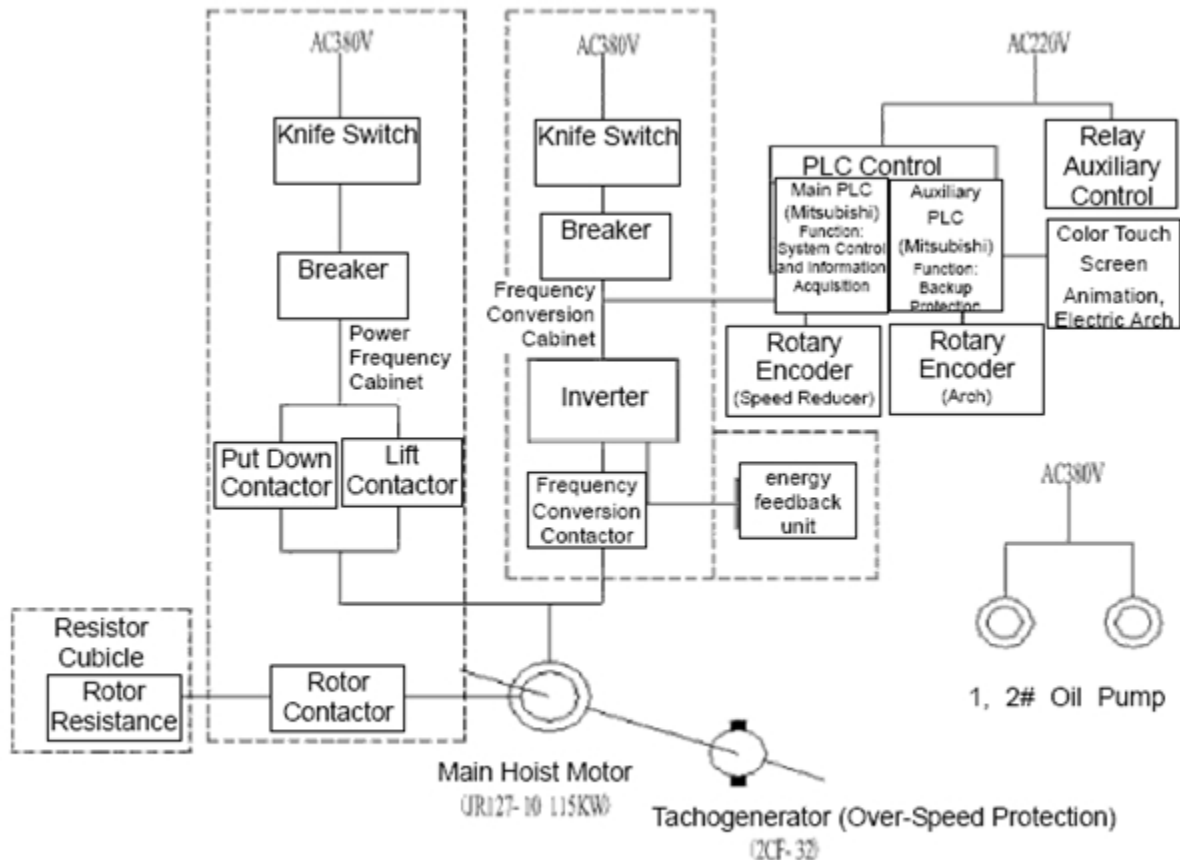 AC380V
Knife Switch
Breaker
Power
Frequency
Cabinet
Put Down
Contactor
Lift
Contactor
AC380V
Knife Switch
Breaker
Frequency
Conversion
Cabinet
Inverter
Frequency
Conversion
Contactor
energy
feedback
unit
AC220V
PLC Control
Main PLC
(Mitsubishi)
Function:
System Control
and Information
Acquisition
Auxiliary
PLC
(Mitsubishi)
Function:
Backup
Protection
Relay
Auxiliary
Control
Color Touch
Screen
Animation,
Electric Arch
Rotary
Encoder
(Speed Reducer)
Rotary
Encoder
(Arch)
AC380V
1, 2# Oil Pump
Resistor
Cubicle
Rotor
Resistance
Rotor
Contactor
Main Hoist Motor
(JR127-10 115KW)
Tachogenerator (Over-Speed Protection)
(2CF-32)